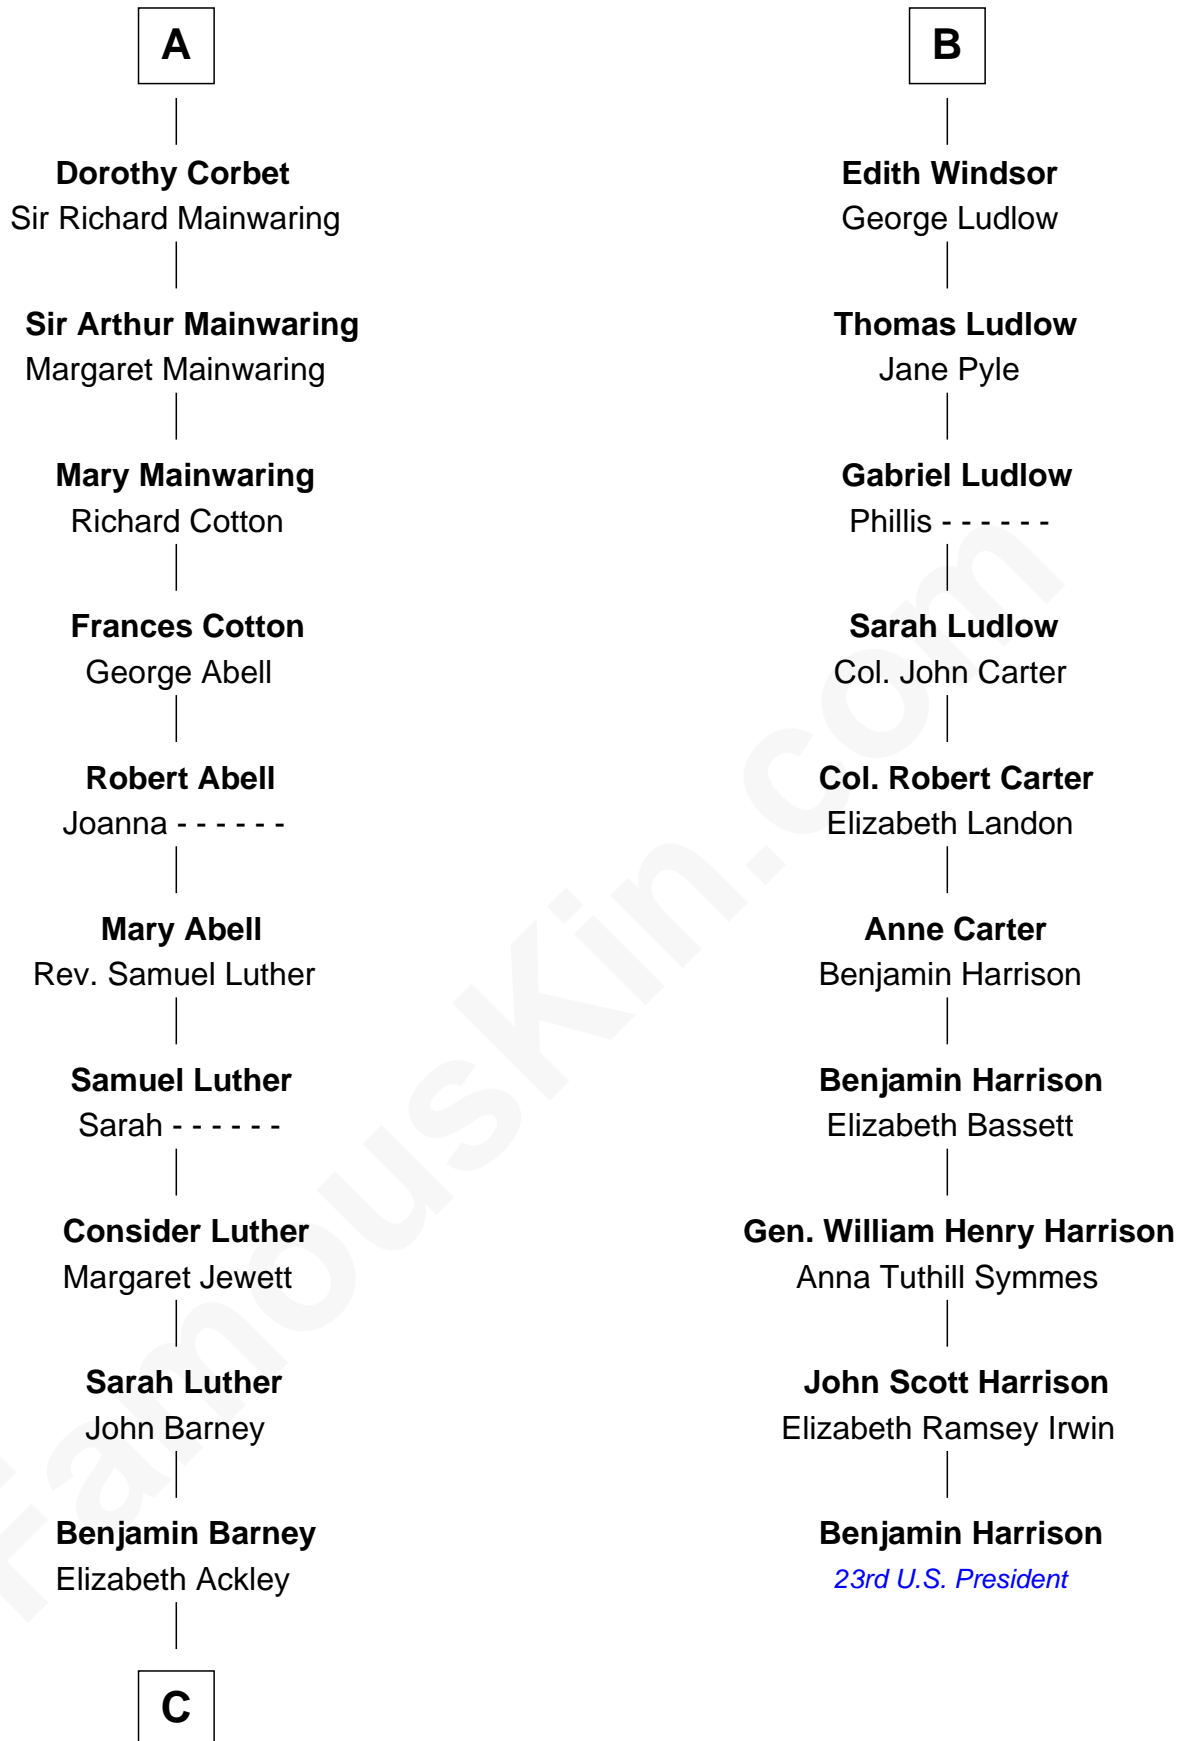 A
Dorothy Corbet
Sir Richard Mainwaring
Sir Arthur Mainwaring
Margaret Mainwaring
Mary Mainwaring
Richard Cotton
Frances Cotton
George Abell
Robert Abell
Joanna - - - - - -
Mary Abell
Rev. Samuel Luther
Samuel Luther
Sarah - - - - - -
Consider Luther
Margaret Jewett
Sarah Luther
John Barney
Benjamin Barney
Elizabeth Ackley
C
B
Edith Windsor
George Ludlow
Thomas Ludlow
Jane Pyle
Gabriel Ludlow
Phillis - - - - - -
Sarah Ludlow
Col. John Carter
Col. Robert Carter
Elizabeth Landon
Anne Carter
Benjamin Harrison
Benjamin Harrison
Elizabeth Bassett
Gen. William Henry Harrison
Anna Tuthill Symmes
John Scott Harrison
Elizabeth Ramsey Irwin
Benjamin Harrison
23rd U.S. President
FamousKin.com